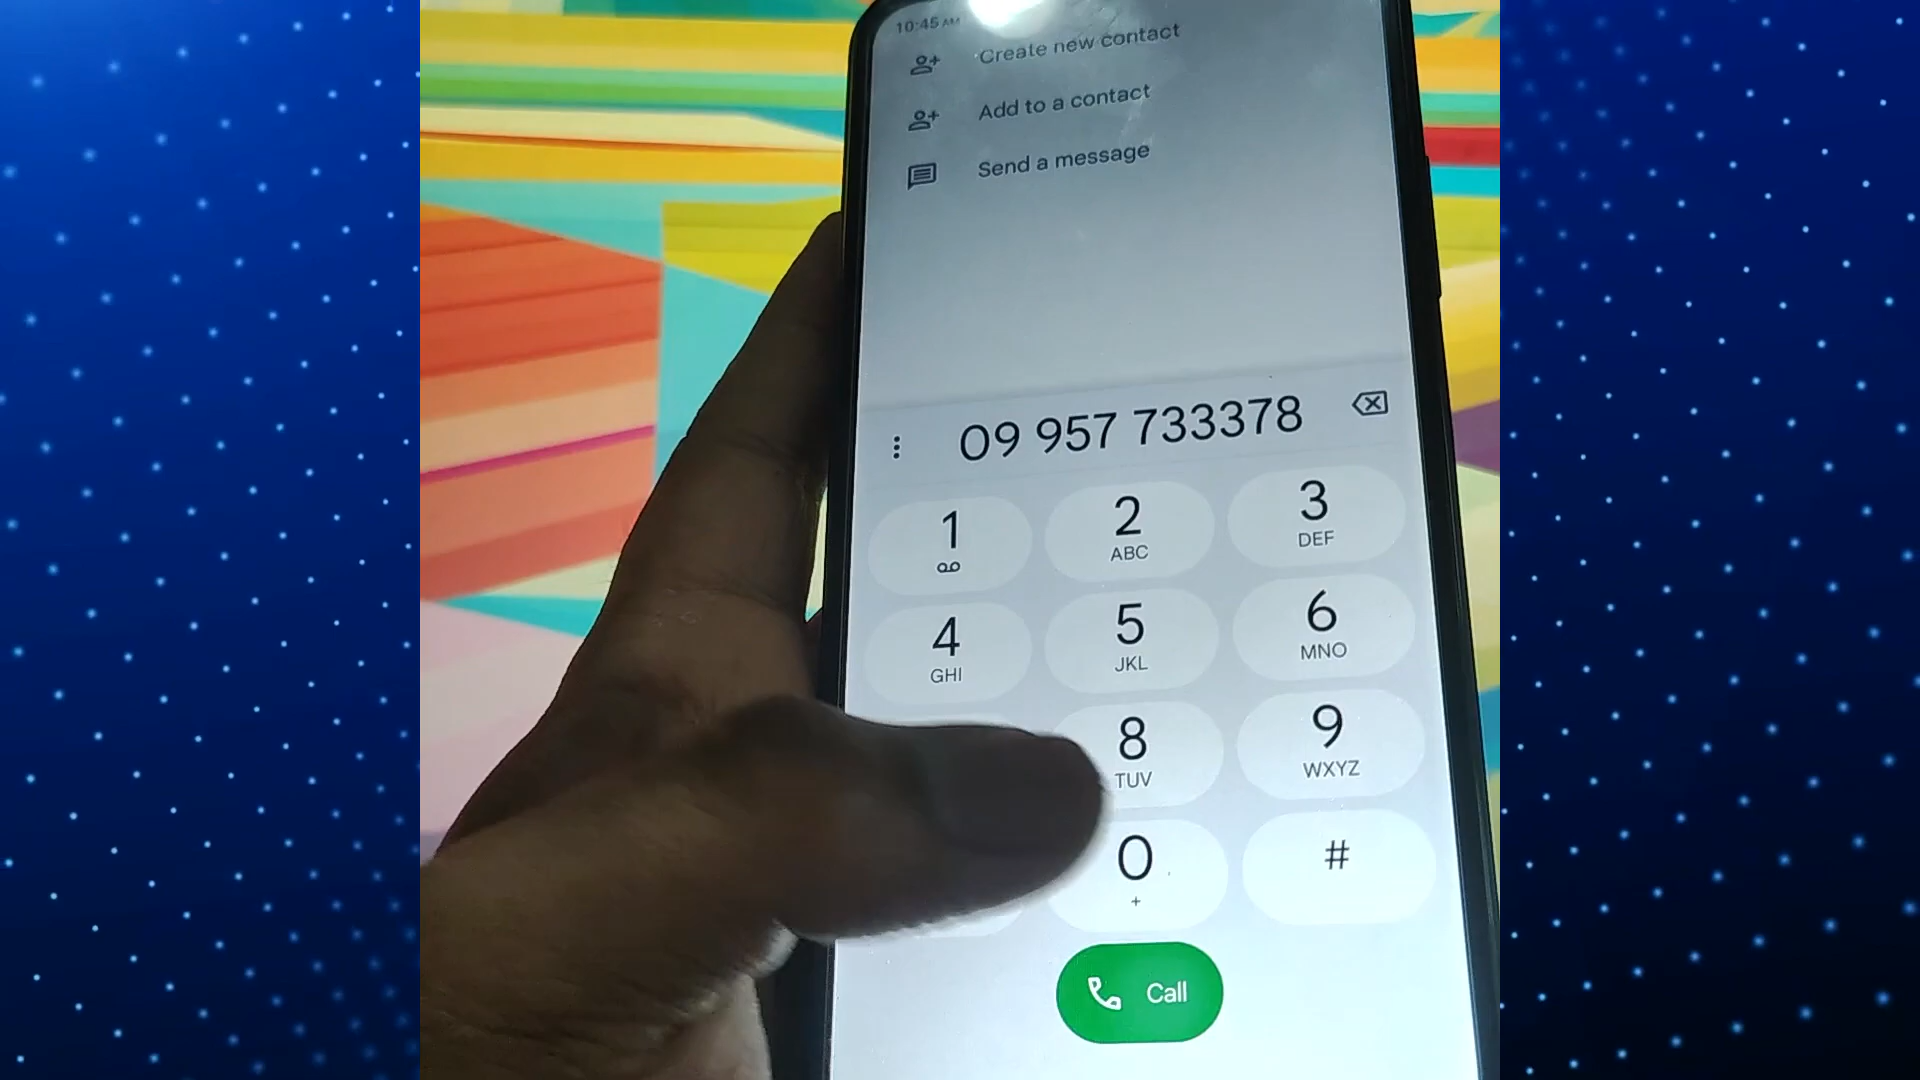 10:45 AM
Create new contact
Add to a contact
Send a message
09 957 733378
1
2
ABC
3
DEF
4
GHI
5
JKL
6
MNO
8
TUV
9
WXYZ
0
+
#
Call